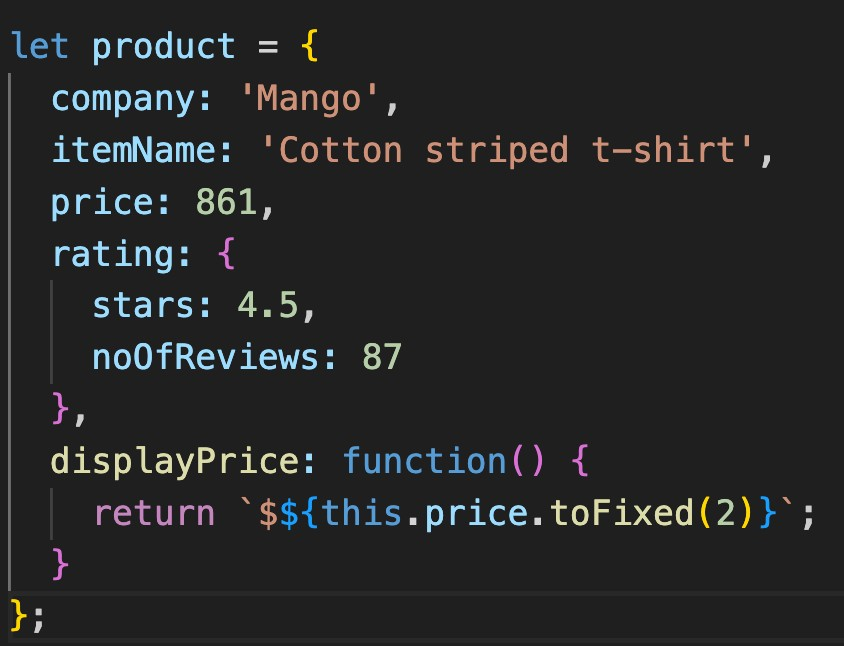 let product = {
  company: 'Mango',
  itemName: 'Cotton striped t-shirt',
  price: 861,
  rating: {
    stars: 4.5,
    noOfReviews: 87
  },
  displayPrice: function() {
    return `$${this.price.toFixed(2)}`;
  }
};